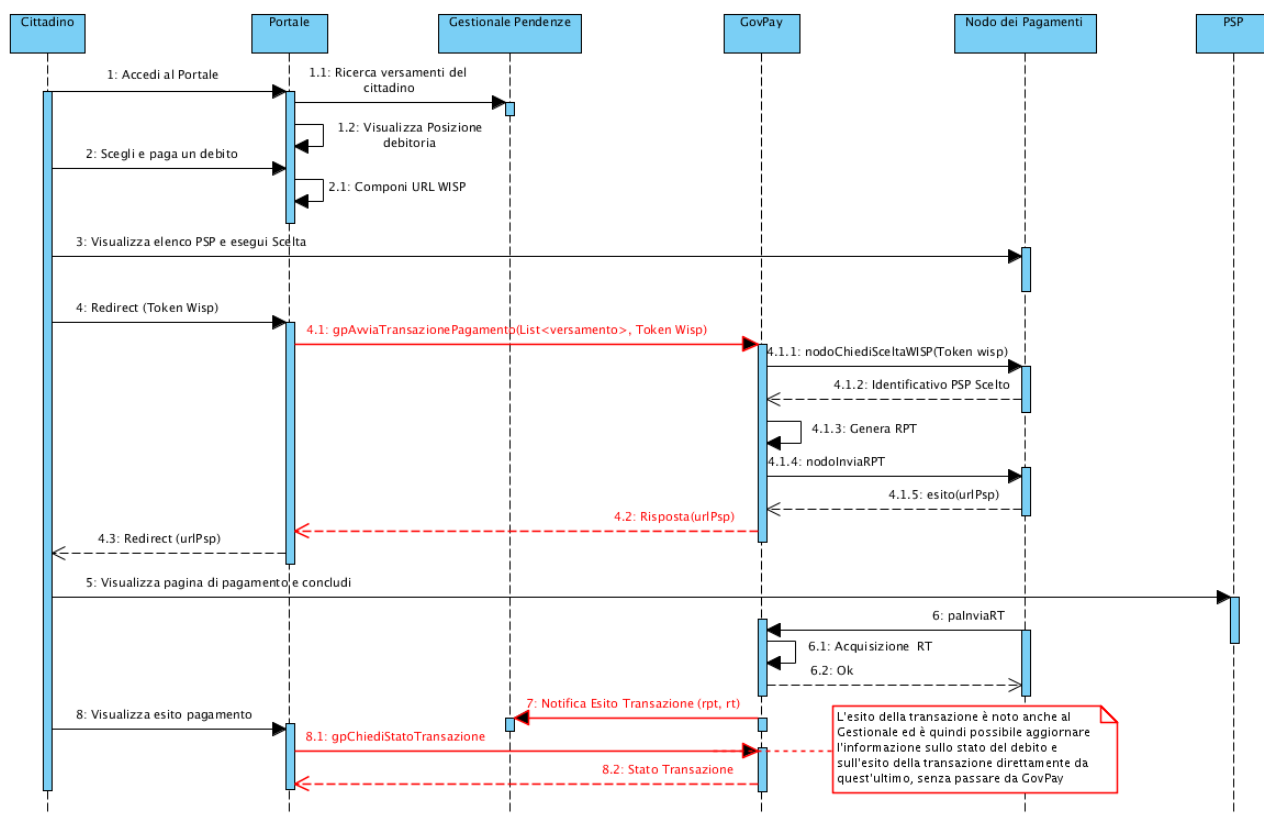 Cittadino
Portale
Gestionale Pendenze
GovPay
Nodo dei Pagamenti
PSP
1: Accedi al Portale
1.1: Ricerca versamenti del
cittadino
1.2: Visualizza Posizione
debitoria
2: Scegli e paga un debito
2.1: Componi URL WISP
3: Visualizza elenco PSP e esegui Scelta
4: Redirect (Token Wisp)
4.1: gpAvviaTransazionePagamento(List<versamento>, Token Wisp)
4.1.1: nodoChiediSceltaWISP(Token wisp)
4.1.2: Identificativo PSP Scelto
4.1.3: Genera RPT
4.1.4: nodoInviaRPT
4.1.5: esito(urlPsp)
4.2: Risposta(urlPsp)
4.3: Redirect (urlPsp)
5: Visualizza pagina di pagamento e concludi
6: paInviaRT
6.1: Acquisizione RT
6.2: Ok
7: Notifica Esito Transazione (rpt, rt)
8: Visualizza esito pagamento
8.1: gpChiediStatoTransazione
8.2: Stato Transazione
L'esito della transazione è noto anche al
Gestionale ed è quindi possibile aggiornare
l'informazione sullo stato del debito e
sull'esito della transazione direttamente da
quest'ultimo, senza passare da GovPay